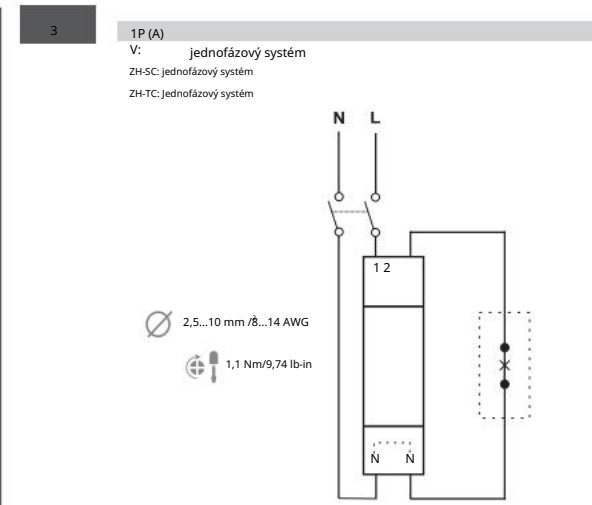 3
1P (A)
V: jednofázový systém
ZH-SC: jednofázový systém
ZH-TC: Jednofázový systém
N L
1 2
2,5...10 mm /8...14 AWG
1,1 Nm/9,74 lb-in
N N